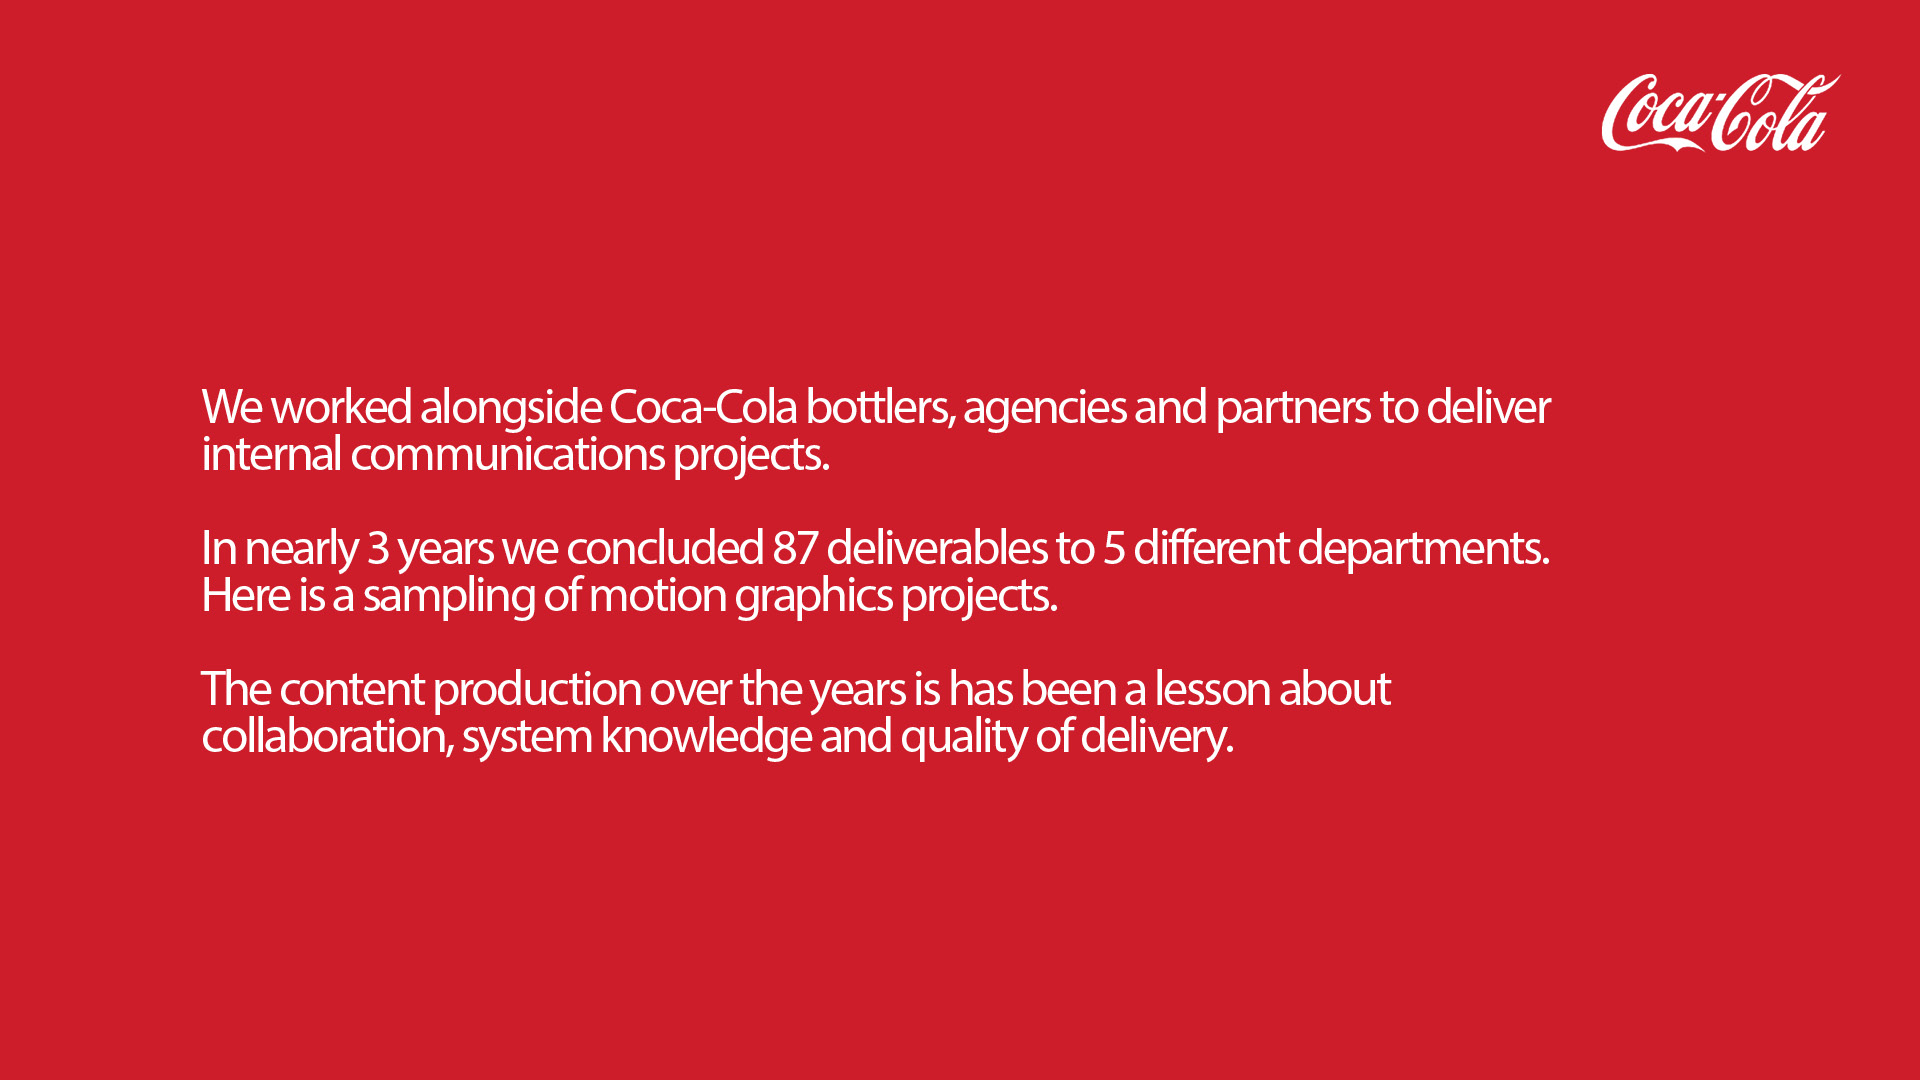 Coca-Cola
We worked alongside Coca-Cola bottlers, agencies and partners to deliver
internal communications projects.
In nearly 3 years we concluded 87 deliverables to 5 different departments.
Here is a sampling of motion graphics projects.
The content production over the years is has been a lesson about
collaboration, system knowledge and quality of delivery.